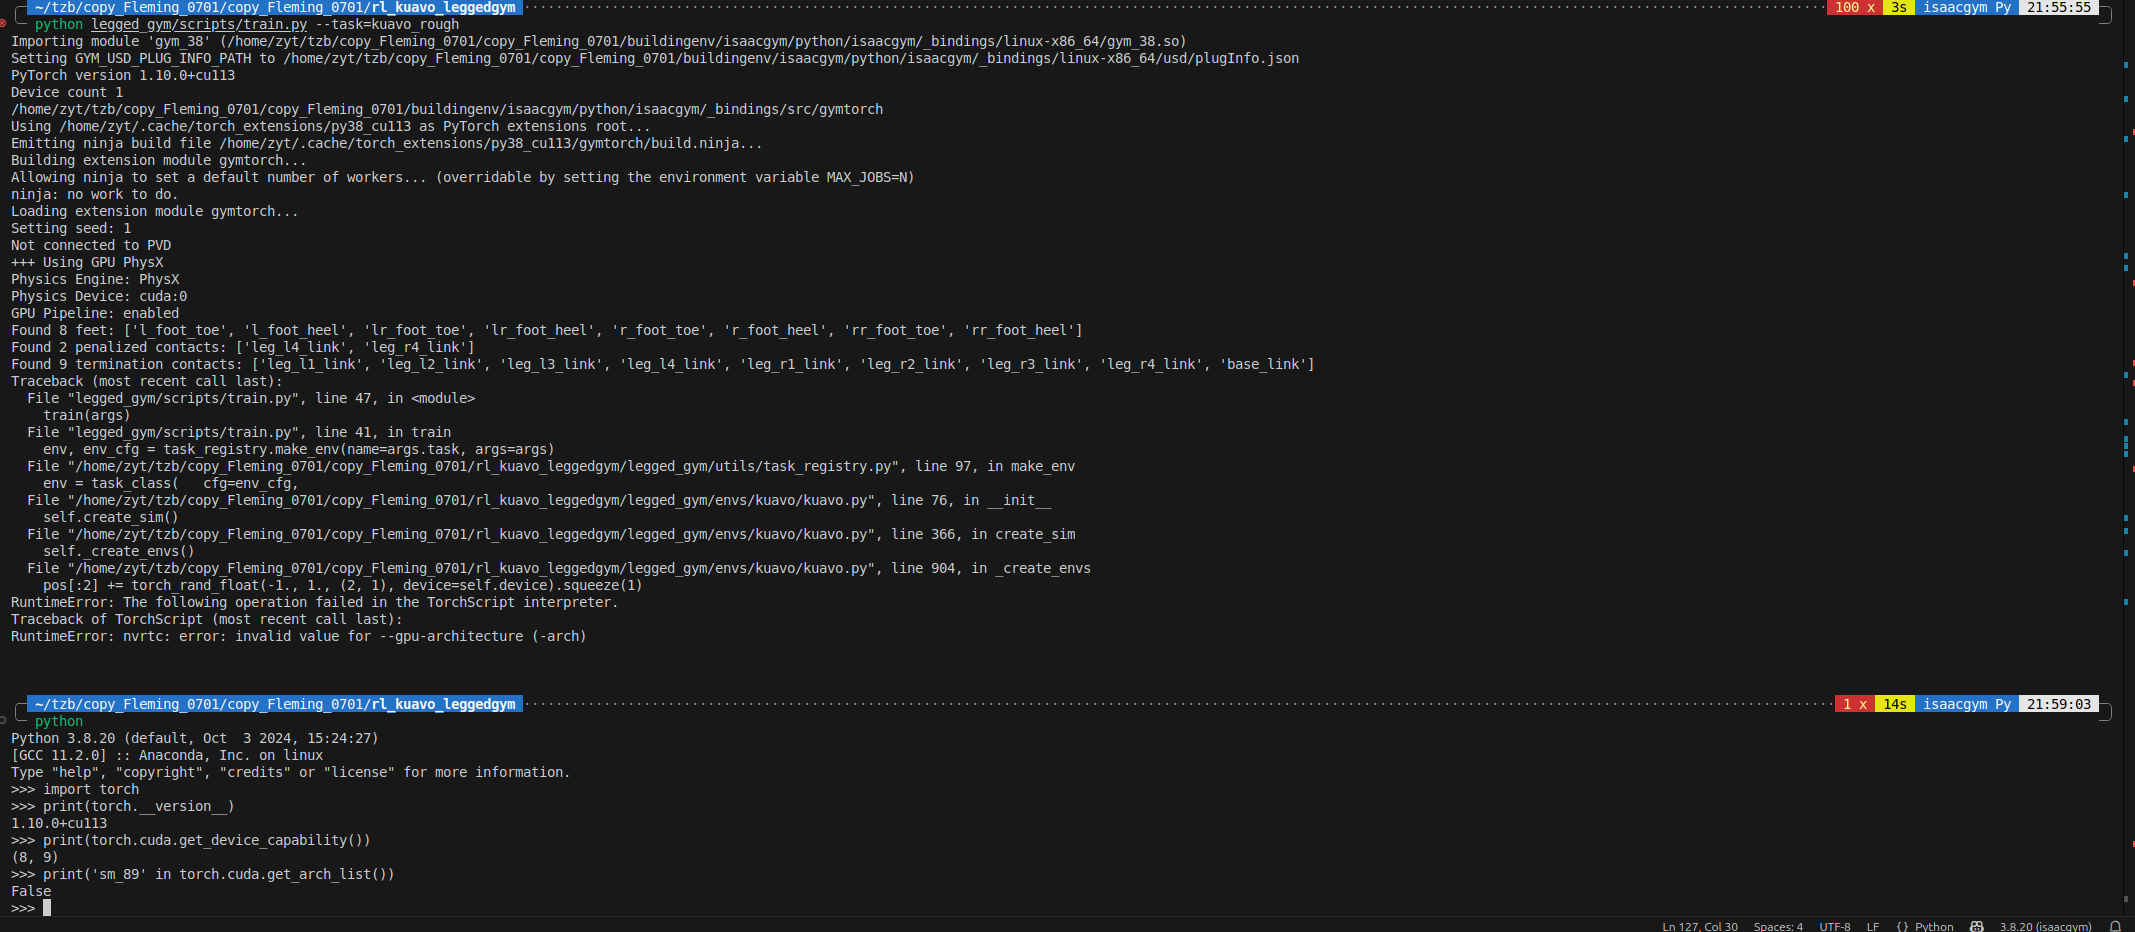 ~/tzb/copy_Fleming_0701/copy_Fleming_0701/rl_kuavo_leggedgym 100 x 3s isaacgym Py 21:55:55
python legged_gym/scripts/train.py --task=kuavo_rough
Importing module 'gym_38' (/home/zyt/tzb/copy_Fleming_0701/copy_Fleming_0701/buildingenv/isaacgym/python/isaacgym/_bindings/linux-x86_64/gym_38.so)
Setting GYM_USD_PLUG_INFO_PATH to /home/zyt/tzb/copy_Fleming_0701/copy_Fleming_0701/buildingenv/isaacgym/python/isaacgym/_bindings/linux-x86_64/usd/plugInfo.json
PyTorch version 1.10.0+cu113
Device count 1
/home/zyt/tzb/copy_Fleming_0701/copy_Fleming_0701/buildingenv/isaacgym/python/isaacgym/_bindings/src/gymtorch
Using /home/zyt/.cache/torch_extensions/py38_cu113 as PyTorch extensions root...
Emitting ninja build file /home/zyt/.cache/torch_extensions/py38_cu113/gymtorch/build.ninja...
Building extension module gymtorch...
Allowing ninja to set a default number of workers... (overridable by setting the environment variable MAX_JOBS=N)
ninja: no work to do.
Loading extension module gymtorch...
Setting seed: 1
Not connected to PVD
+++ Using GPU PhysX
Physics Engine: PhysX
Physics Device: cuda:0
GPU Pipeline: enabled
Found 8 feet: ['l_foot_toe', 'l_foot_heel', 'lr_foot_toe', 'lr_foot_heel', 'r_foot_toe', 'r_foot_heel', 'rr_foot_toe', 'rr_foot_heel']
Found 2 penalized contacts: ['leg_l4_link', 'leg_r4_link']
Found 9 termination contacts: ['leg_l1_link', 'leg_l2_link', 'leg_l3_link', 'leg_l4_link', 'leg_r1_link', 'leg_r2_link', 'leg_r3_link', 'leg_r4_link', 'base_link']
Traceback (most recent call last):
  File "legged_gym/scripts/train.py", line 47, in <module>
    train(args)
  File "legged_gym/scripts/train.py", line 41, in train
    env, env_cfg = task_registry.make_env(name=args.task, args=args)
  File "/home/zyt/tzb/copy_Fleming_0701/copy_Fleming_0701/rl_kuavo_leggedgym/legged_gym/utils/task_registry.py", line 97, in make_env
    env = task_class(   cfg=env_cfg,
  File "/home/zyt/tzb/copy_Fleming_0701/copy_Fleming_0701/rl_kuavo_leggedgym/legged_gym/envs/kuavo/kuavo.py", line 76, in __init__
    self.create_sim()
  File "/home/zyt/tzb/copy_Fleming_0701/copy_Fleming_0701/rl_kuavo_leggedgym/legged_gym/envs/kuavo/kuavo.py", line 366, in create_sim
    self._create_envs()
  File "/home/zyt/tzb/copy_Fleming_0701/copy_Fleming_0701/rl_kuavo_leggedgym/legged_gym/envs/kuavo/kuavo.py", line 904, in _create_envs
    pos[:2] += torch_rand_float(-1., 1., (2, 1), device=self.device).squeeze(1)
RuntimeError: The following operation failed in the TorchScript interpreter.
Traceback of TorchScript (most recent call last):
RuntimeError: nvrtc: error: invalid value for --gpu-architecture (-arch)
~/tzb/copy_Fleming_0701/copy_Fleming_0701/rl_kuavo_leggedgym 1 x 14s isaacgym Py 21:59:03
python
Python 3.8.20 (default, Oct  3 2024, 15:24:27)
[GCC 11.2.0] :: Anaconda, Inc. on linux
Type "help", "copyright", "credits" or "license" for more information.
>>> import torch
>>> print(torch.__version__)
1.10.0+cu113
>>> print(torch.cuda.get_device_capability())
(8, 9)
>>> print('sm_89' in torch.cuda.get_arch_list())
False
>>>
Ln 127, Col 30 Spaces: 4 UTF-8 LF {} Python 3.8.20 (isaacgym)